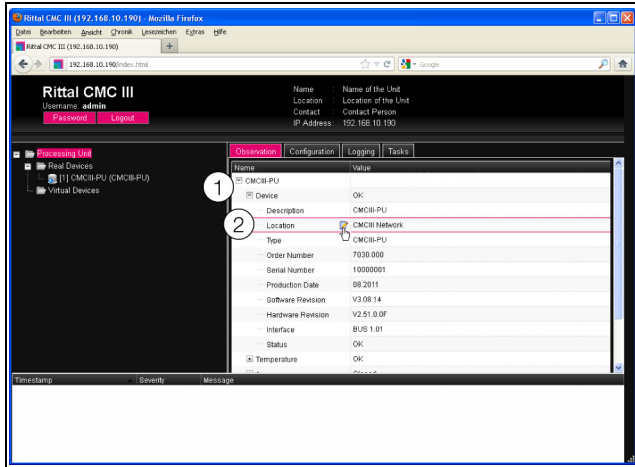 Rittal CMC III (192.168.10.190) - Mozilla Firefox
Datei Bearbeiten Ansicht Chronik Lesezeichen Extras Hilfe
Rittal CMC III (192.168.10.190) +
192.168.10.190/index.html Google
Rittal CMC III
Username: admin
Password Logout
Name : Name of the Unit
Location : Location of the Unit
Contact : Contact Person
IP Address : 192.168.10.190
Processing Unit
Real Devices
[1] CMCIII-PU (CMCIII-PU)
Virtual Devices
Observation Configuration Logging Tasks
Name Value
1 CMCIII-PU
Device OK
Description CMCIII-PU
2 Location CMCIII Network
Type CMCIII-PU
Order Number 7030.000
Serial Number 10000001
Production Date 08.2011
Software Revision V3.08.14
Hardware Revision V2.51.0.0F
Interface BUS 1.01
Status OK
Temperature OK
Timestamp Severity Message